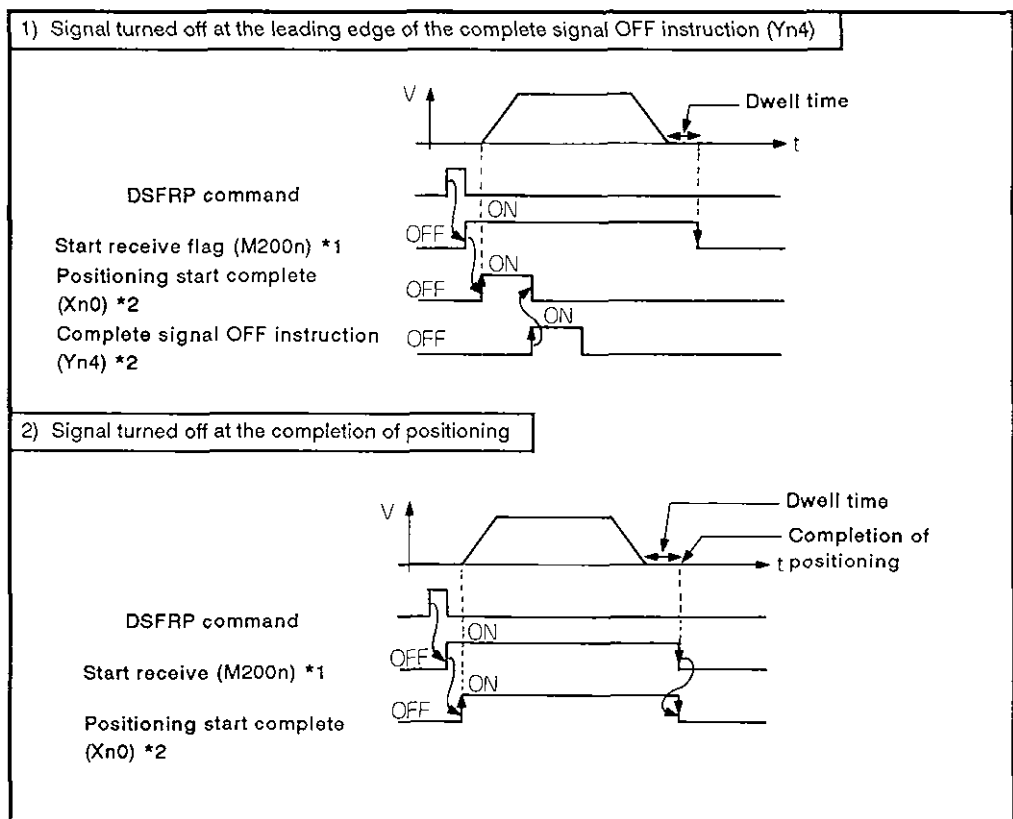 1) Signal turned off at the leading edge of the complete signal OFF instruction (Yn4)
V
Dwell time
t
DSFRP command
ON
OFF
Start receive flag (M200n) *1
ON
Positioning start complete
OFF
(Xn0) *2
ON
Complete signal OFF instruction
OFF
(Yn4) *2
2) Signal turned off at the completion of positioning
Dwell time
V
Completion of
t positioning
DSFRP command
ON
OFF
Start receive (M200n) *1
ON
OFF
Positioning start complete
(Xn0) *2